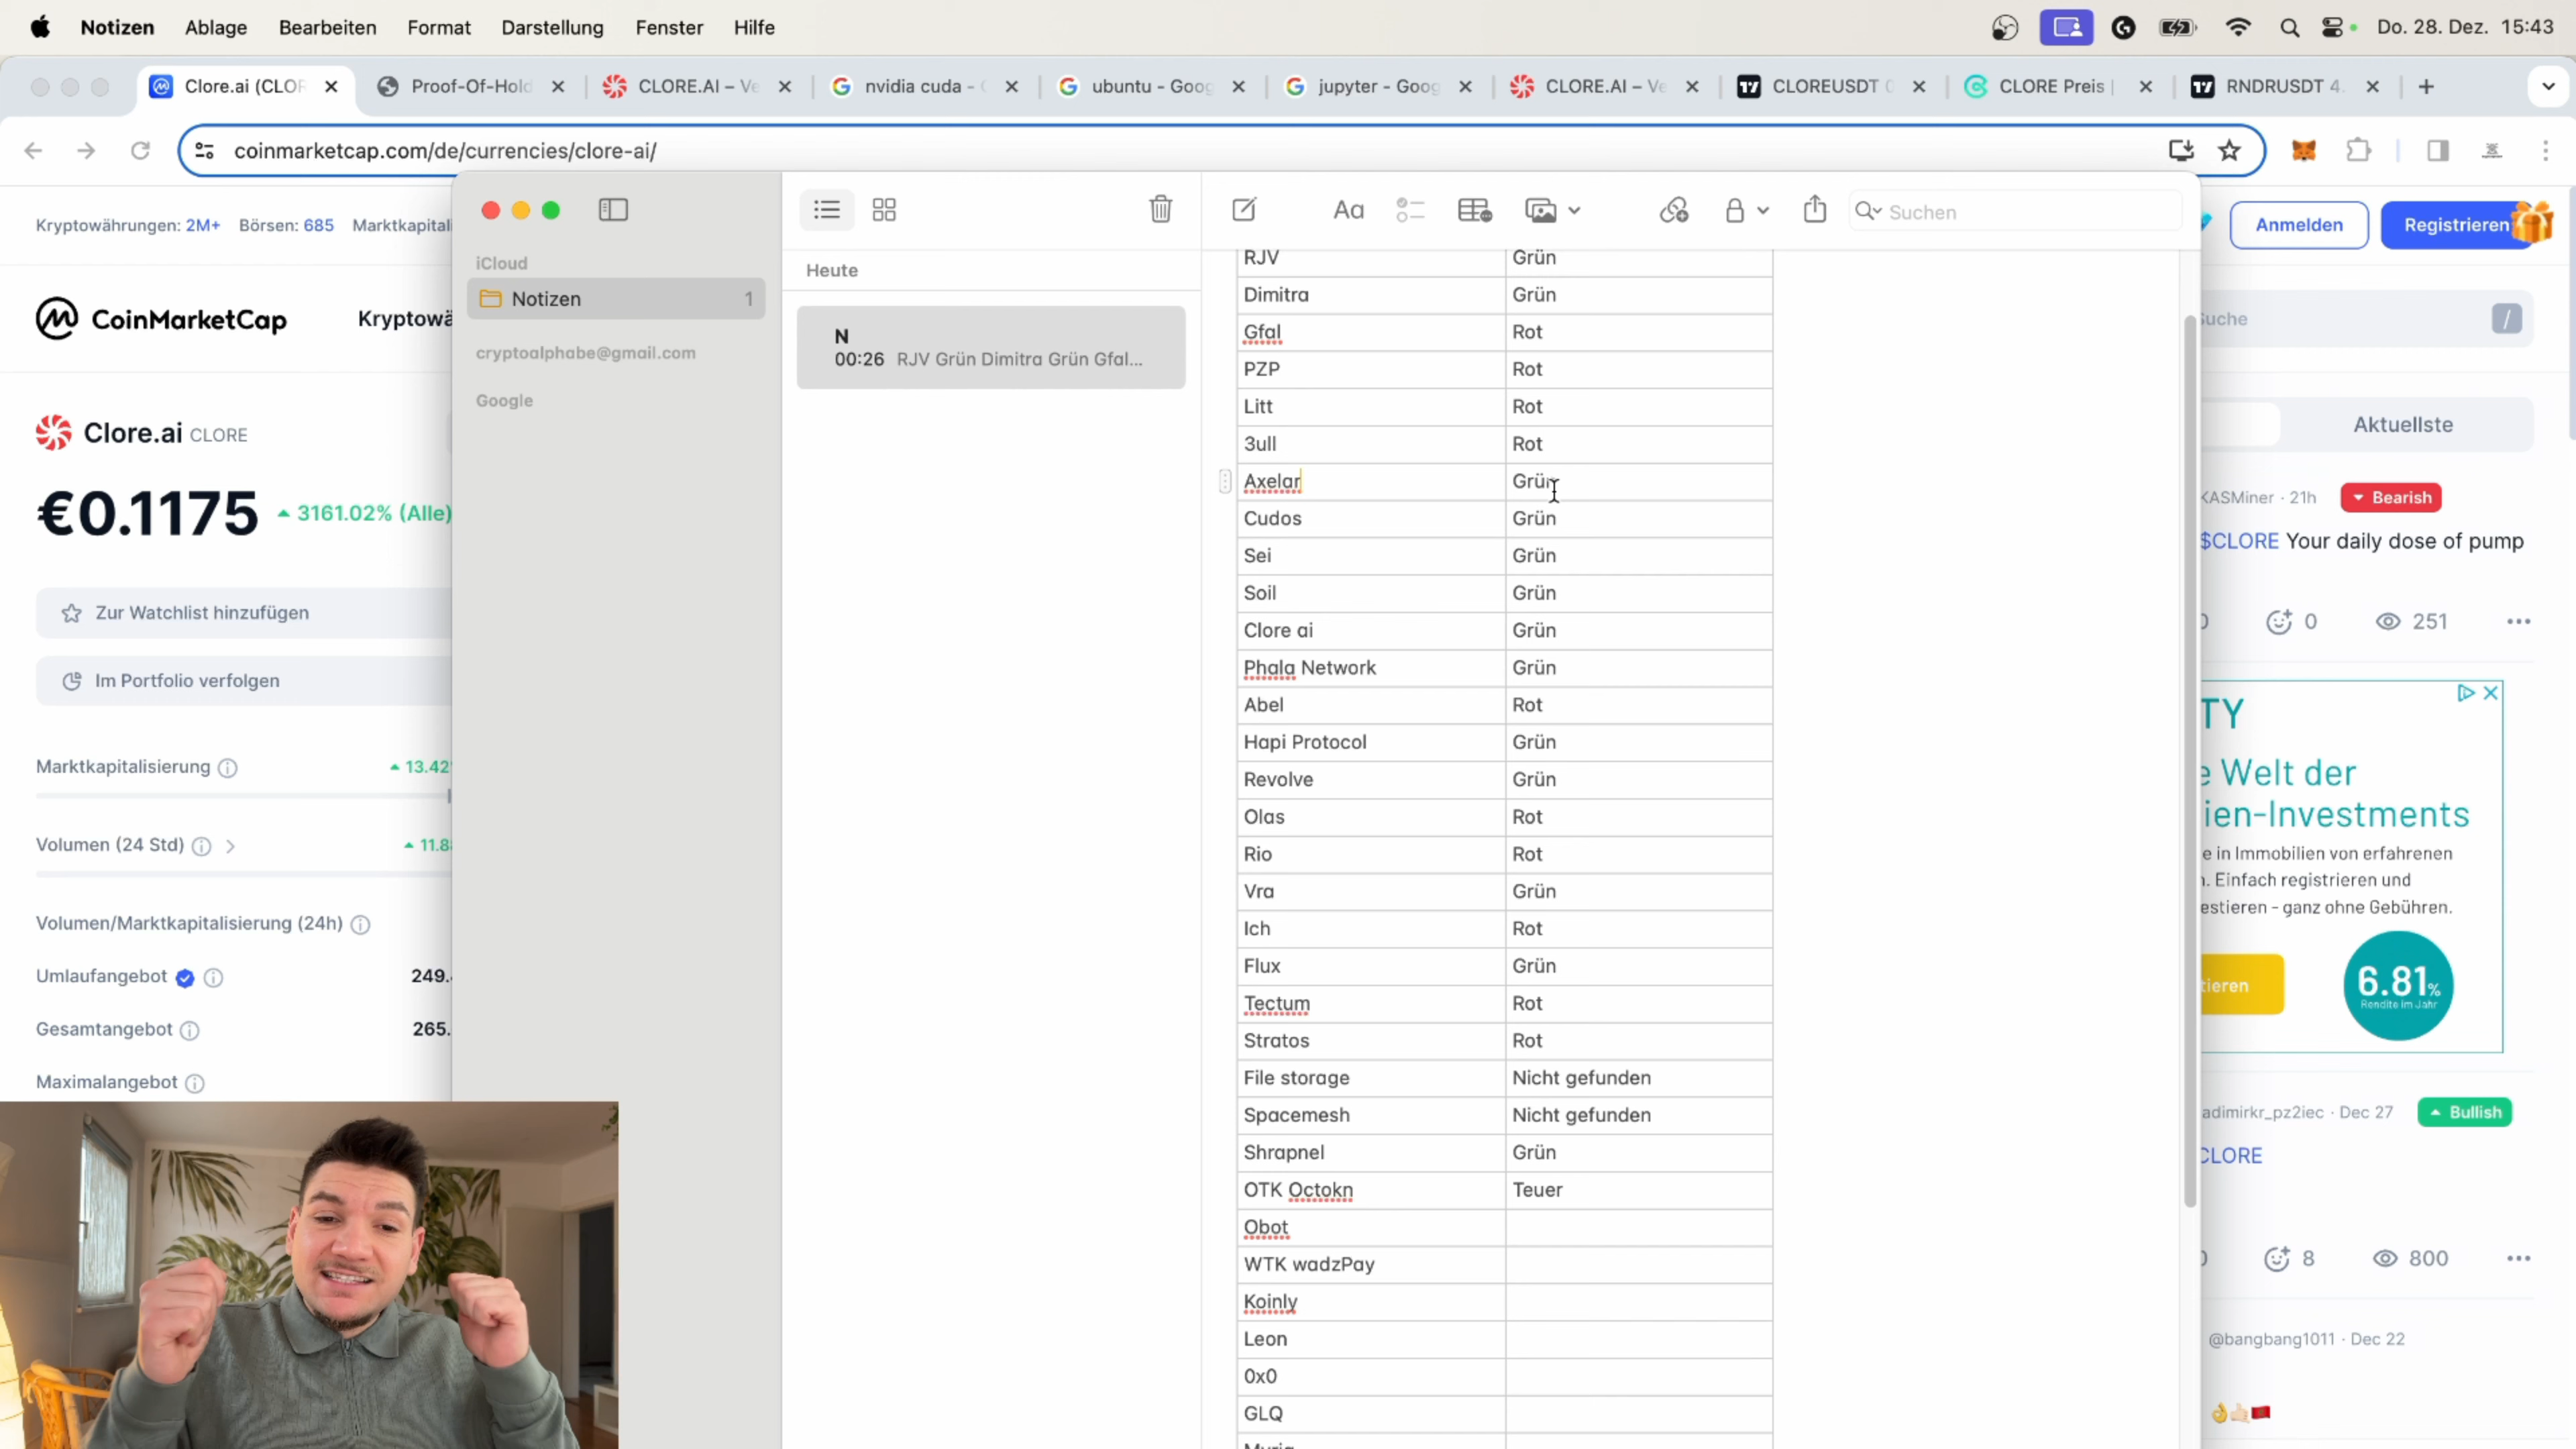 Notizen Ablage Bearbeiten Format Darstellung Fenster Hilfe
Do. 28. Dez. 15:43
Clore.ai (CLOR
Proof-Of-Hold
CLORE.AI – Ve
nvidia cuda -
ubuntu - Goog
jupyter - Goog
CLORE.AI – Ve
CLOREUSDT
CLORE Preis |
RNDRUSDT 4.
coinmarketcap.com/de/currencies/clore-ai/
Kryptowährungen: 2M+ Börsen: 685 Marktkapitali
CoinMarketCap
Kryptowä
Clore.ai CLORE
€0.1175
3161.02% (Alle)
Zur Watchlist hinzufügen
Im Portfolio verfolgen
Marktkapitalisierung
13.42
Volumen (24 Std)
11.8
Volumen/Marktkapitalisierung (24h)
Umlaufangebot
249.
Gesamtangebot
265.
Maximalangebot
iCloud
Notizen 1
cryptoalphabe@gmail.com
Google
Heute
N
00:26 RJV Grün Dimitra Grün Gfal...
Aa
Suchen
RJV Grün
Dimitra Grün
Gfal Rot
PZP Rot
Litt Rot
3ull Rot
Axelar Grün
Cudos Grün
Sei Grün
Soil Grün
Clore ai Grün
Phala Network Grün
Abel Rot
Hapi Protocol Grün
Revolve Grün
Olas Rot
Rio Rot
Vra Grün
Ich Rot
Flux Grün
Tectum Rot
Stratos Rot
File storage Nicht gefunden
Spacemesh Nicht gefunden
Shrapnel Grün
OTK Octokn Teuer
Obot
WTK wadzPay
Koinly
Leon
0x0
GLQ
Anmelden
Registrieren
Suche /
Aktuellste
KASMiner · 21h
Bearish
$CLORE Your daily dose of pump
0 251
TY
e Welt der
ien-Investments
e in Immobilien von erfahrenen
n. Einfach registrieren und
estieren - ganz ohne Gebühren.
tieren
6.81%
Rendite im Jahr
adimirkr_pz2iec · Dec 27
Bullish
CLORE
8 800
@bangbang1011 · Dec 22